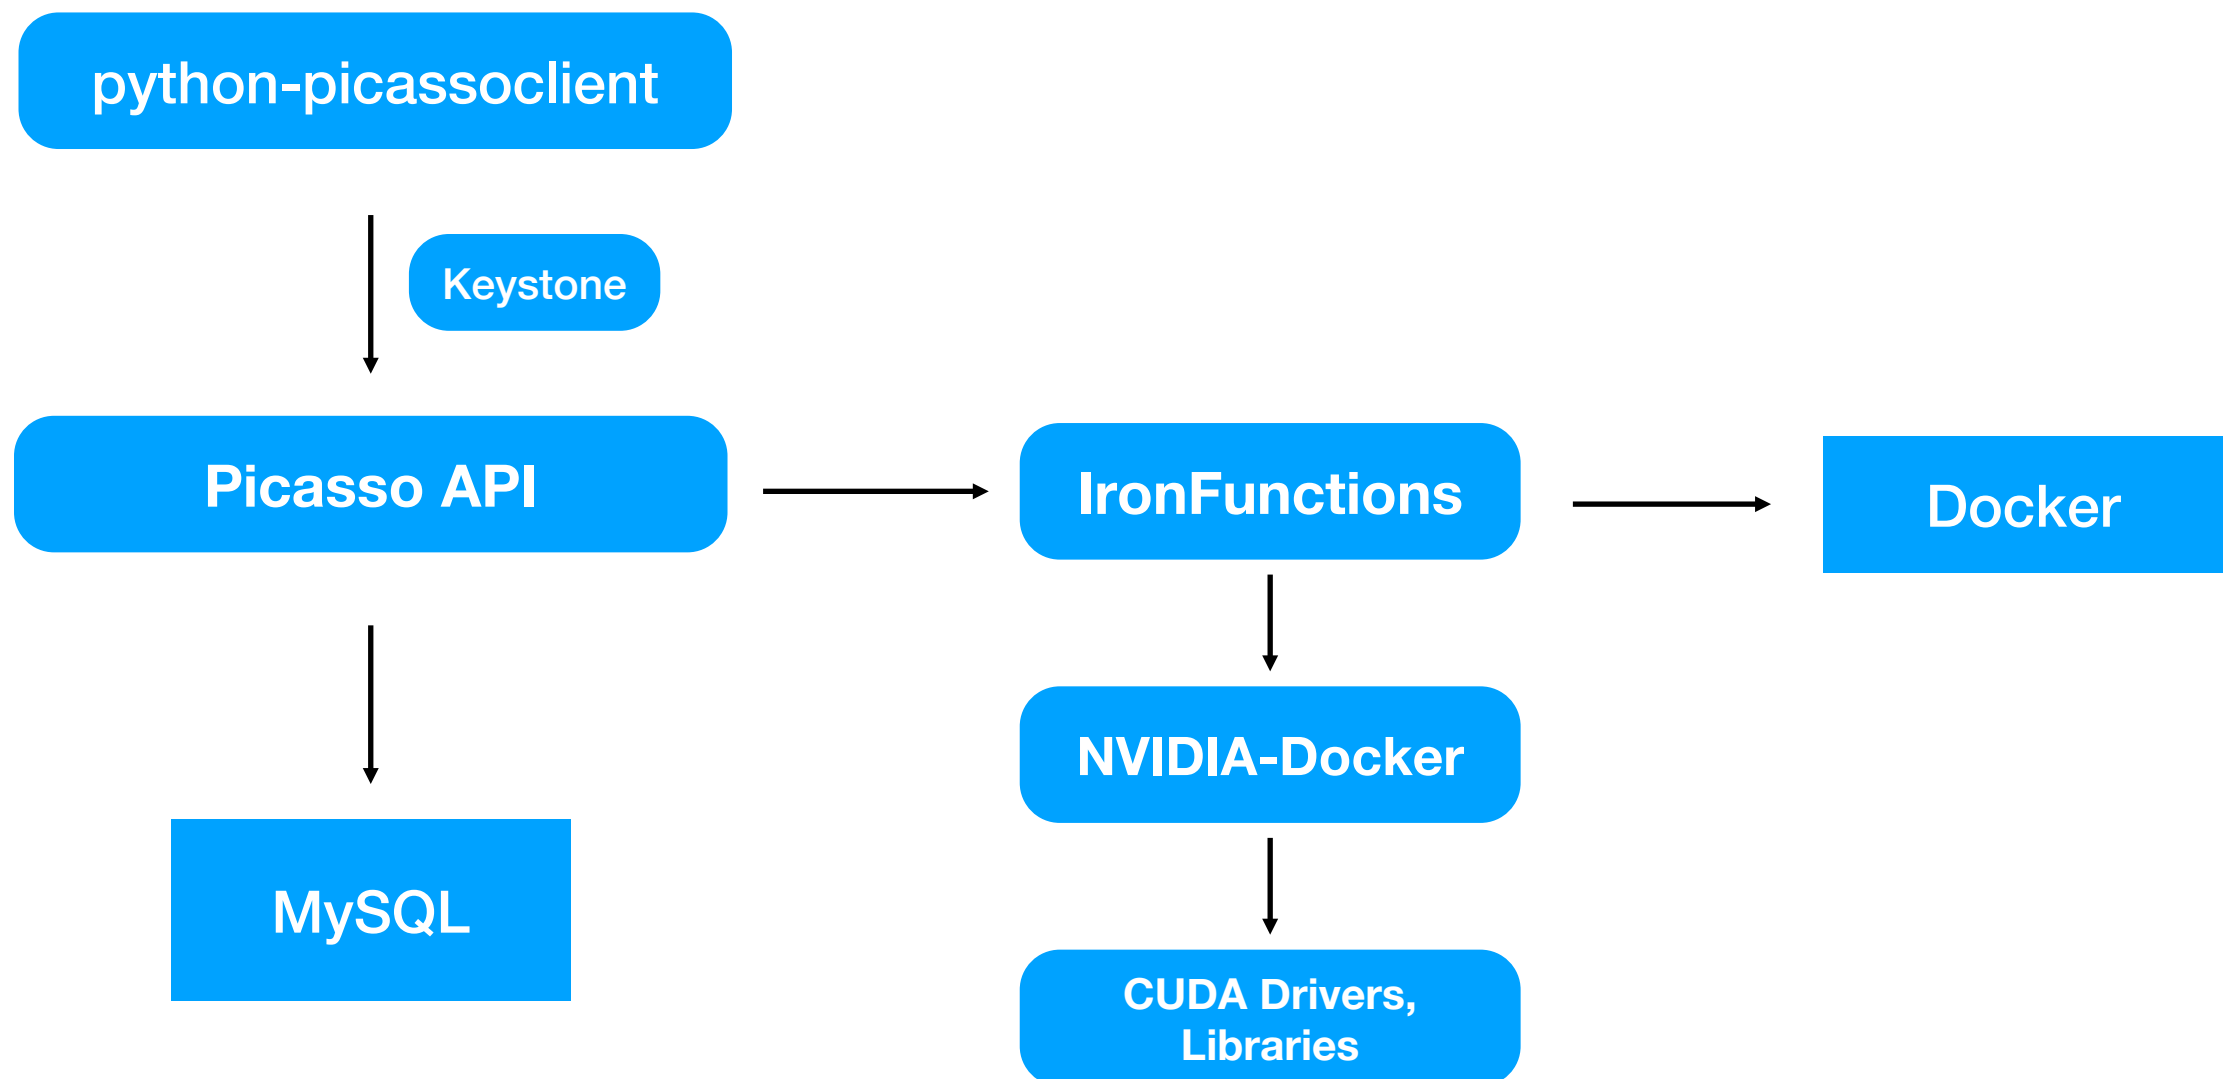 python-picassoclient
Keystone
Picasso API
IronFunctions
Docker
NVIDIA-Docker
MySQL
CUDA Drivers,
Libraries